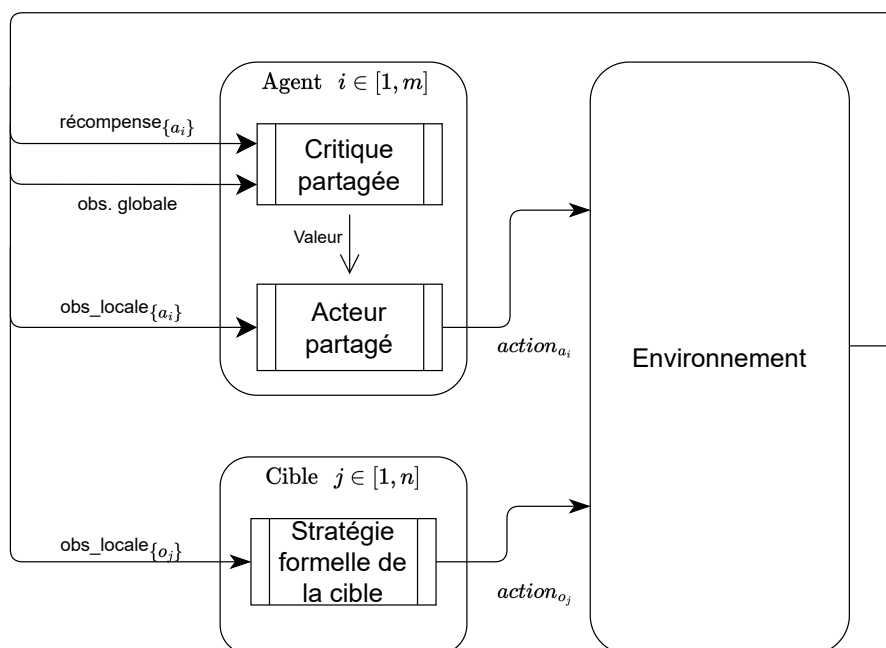 Agent i ∈ [1, m]
récompense_{a_i}
Critique
partagée
obs. globale
Valeur
obs_locale_{a_i}
Acteur
partagé
action_{a_i}
Environnement
Cible j ∈ [1, n]
obs_locale_{o_j}
Stratégie
formelle de
la cible
action_{o_j}